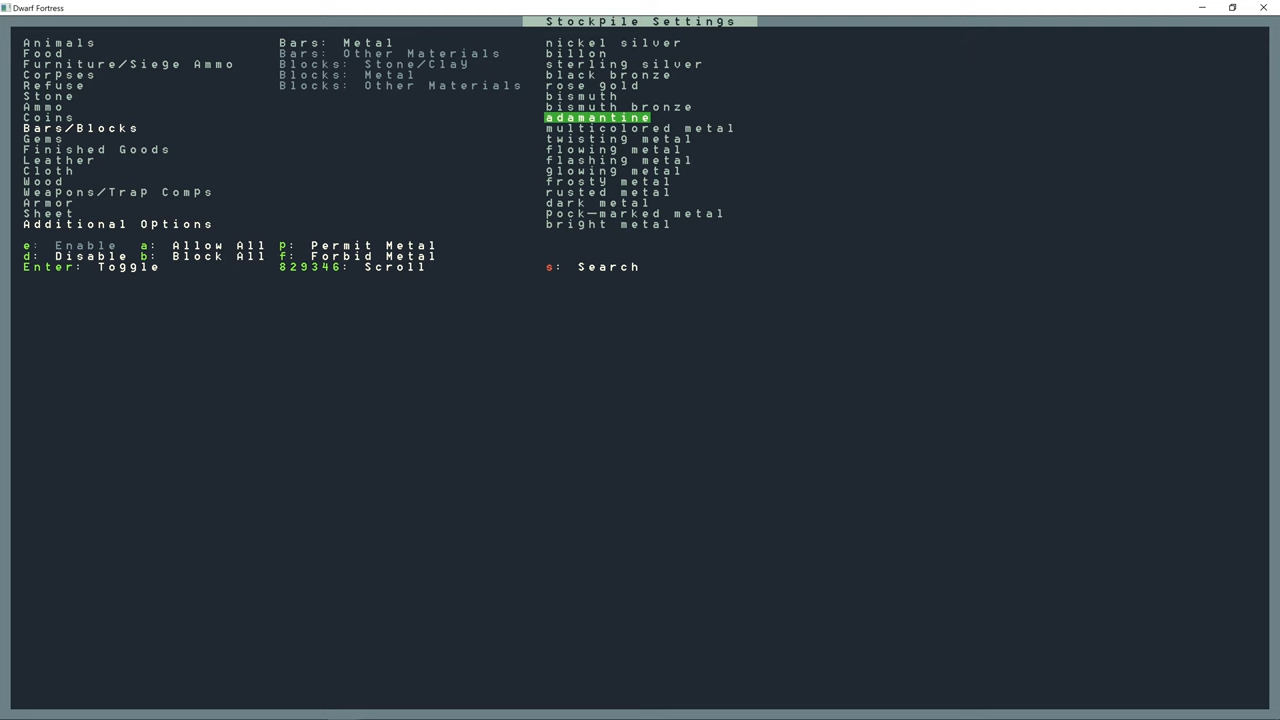 Dwarf Fortress
Stockpile Settings
Animals
Food
Furniture/Siege Ammo
Corpses
Refuse
Stone
Ammo
Coins
Bars/Blocks
Gems
Finished Goods
Leather
Cloth
Wood
Weapons/Trap Comps
Armor
Sheet
Additional Options
Bars: Metal
Bars: Other Materials
Blocks: Stone/Clay
Blocks: Metal
Blocks: Other Materials
nickel silver
billon
sterling silver
black bronze
rose gold
bismuth
bismuth bronze
adamantine
multicolored metal
twisting metal
flowing metal
flashing metal
glowing metal
frosty metal
rusted metal
dark metal
pock—marked metal
bright metal
e: Enable a: Allow All p: Permit Metal
d: Disable b: Block All f: Forbid Metal
Enter: Toggle 829346: Scroll s: Search